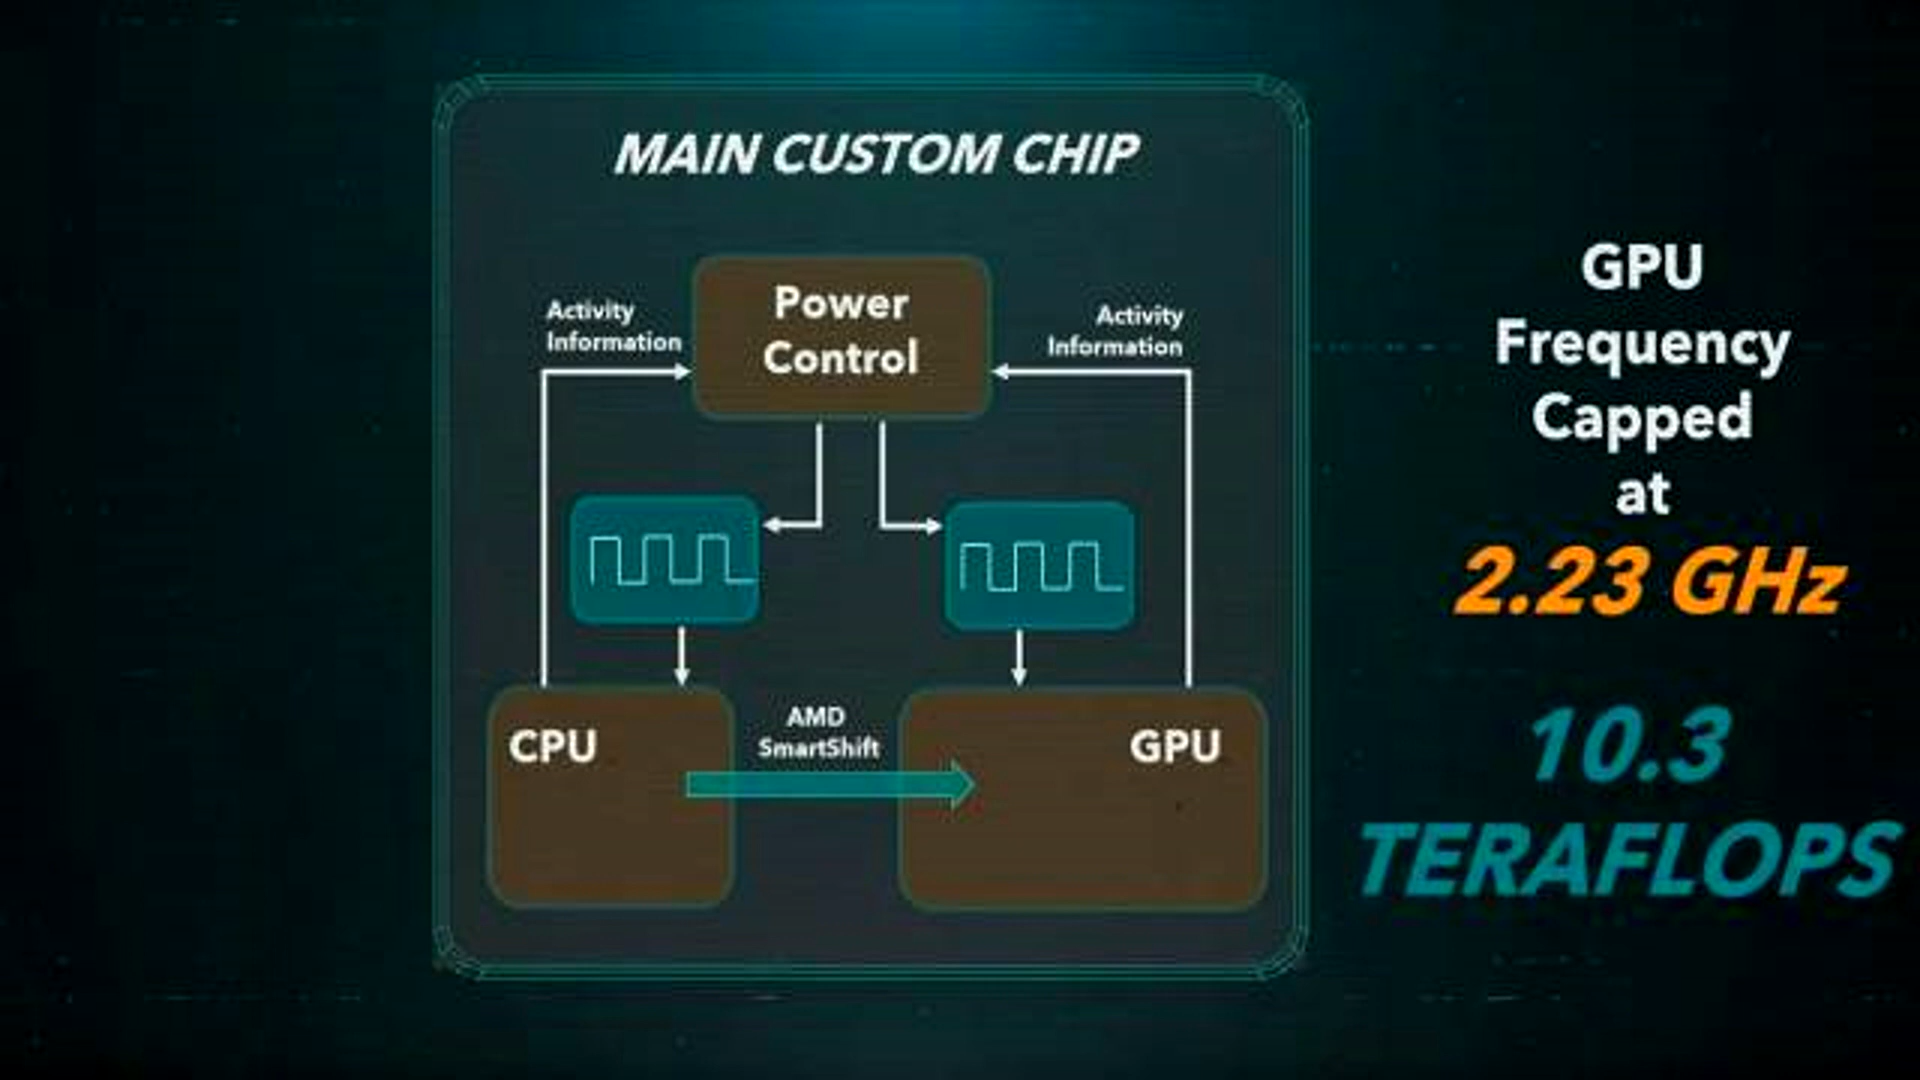 MAIN CUSTOM CHIP
Power
Control
Activity
Information
Activity
Information
CPU
AMD
SmartShift
GPU
GPU
Frequency
Capped
at
2.23 GHz
10.3
TERAFLOPS